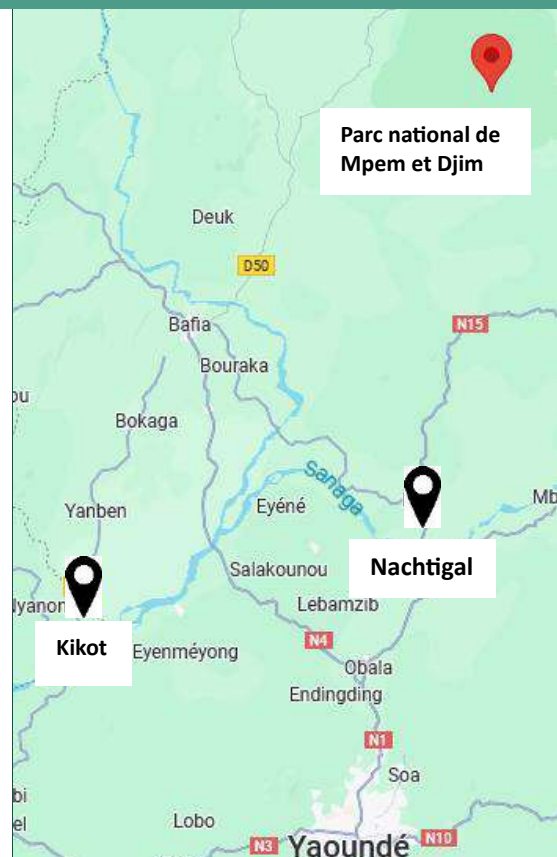 Parc national de
Mpem et Djim
Deuk
D50
N15
Bafia
Bouraka
ou
Bokaga
Sanaga
Yanben
Eyéné
Mb
Nachtigal
Salakounou
Nyanon
Lebamzib
Kikot
Eyenméyong
N4
Obala
Endingding
N1
Soa
bi
el
Lobo
N3
Yaoundé
N10